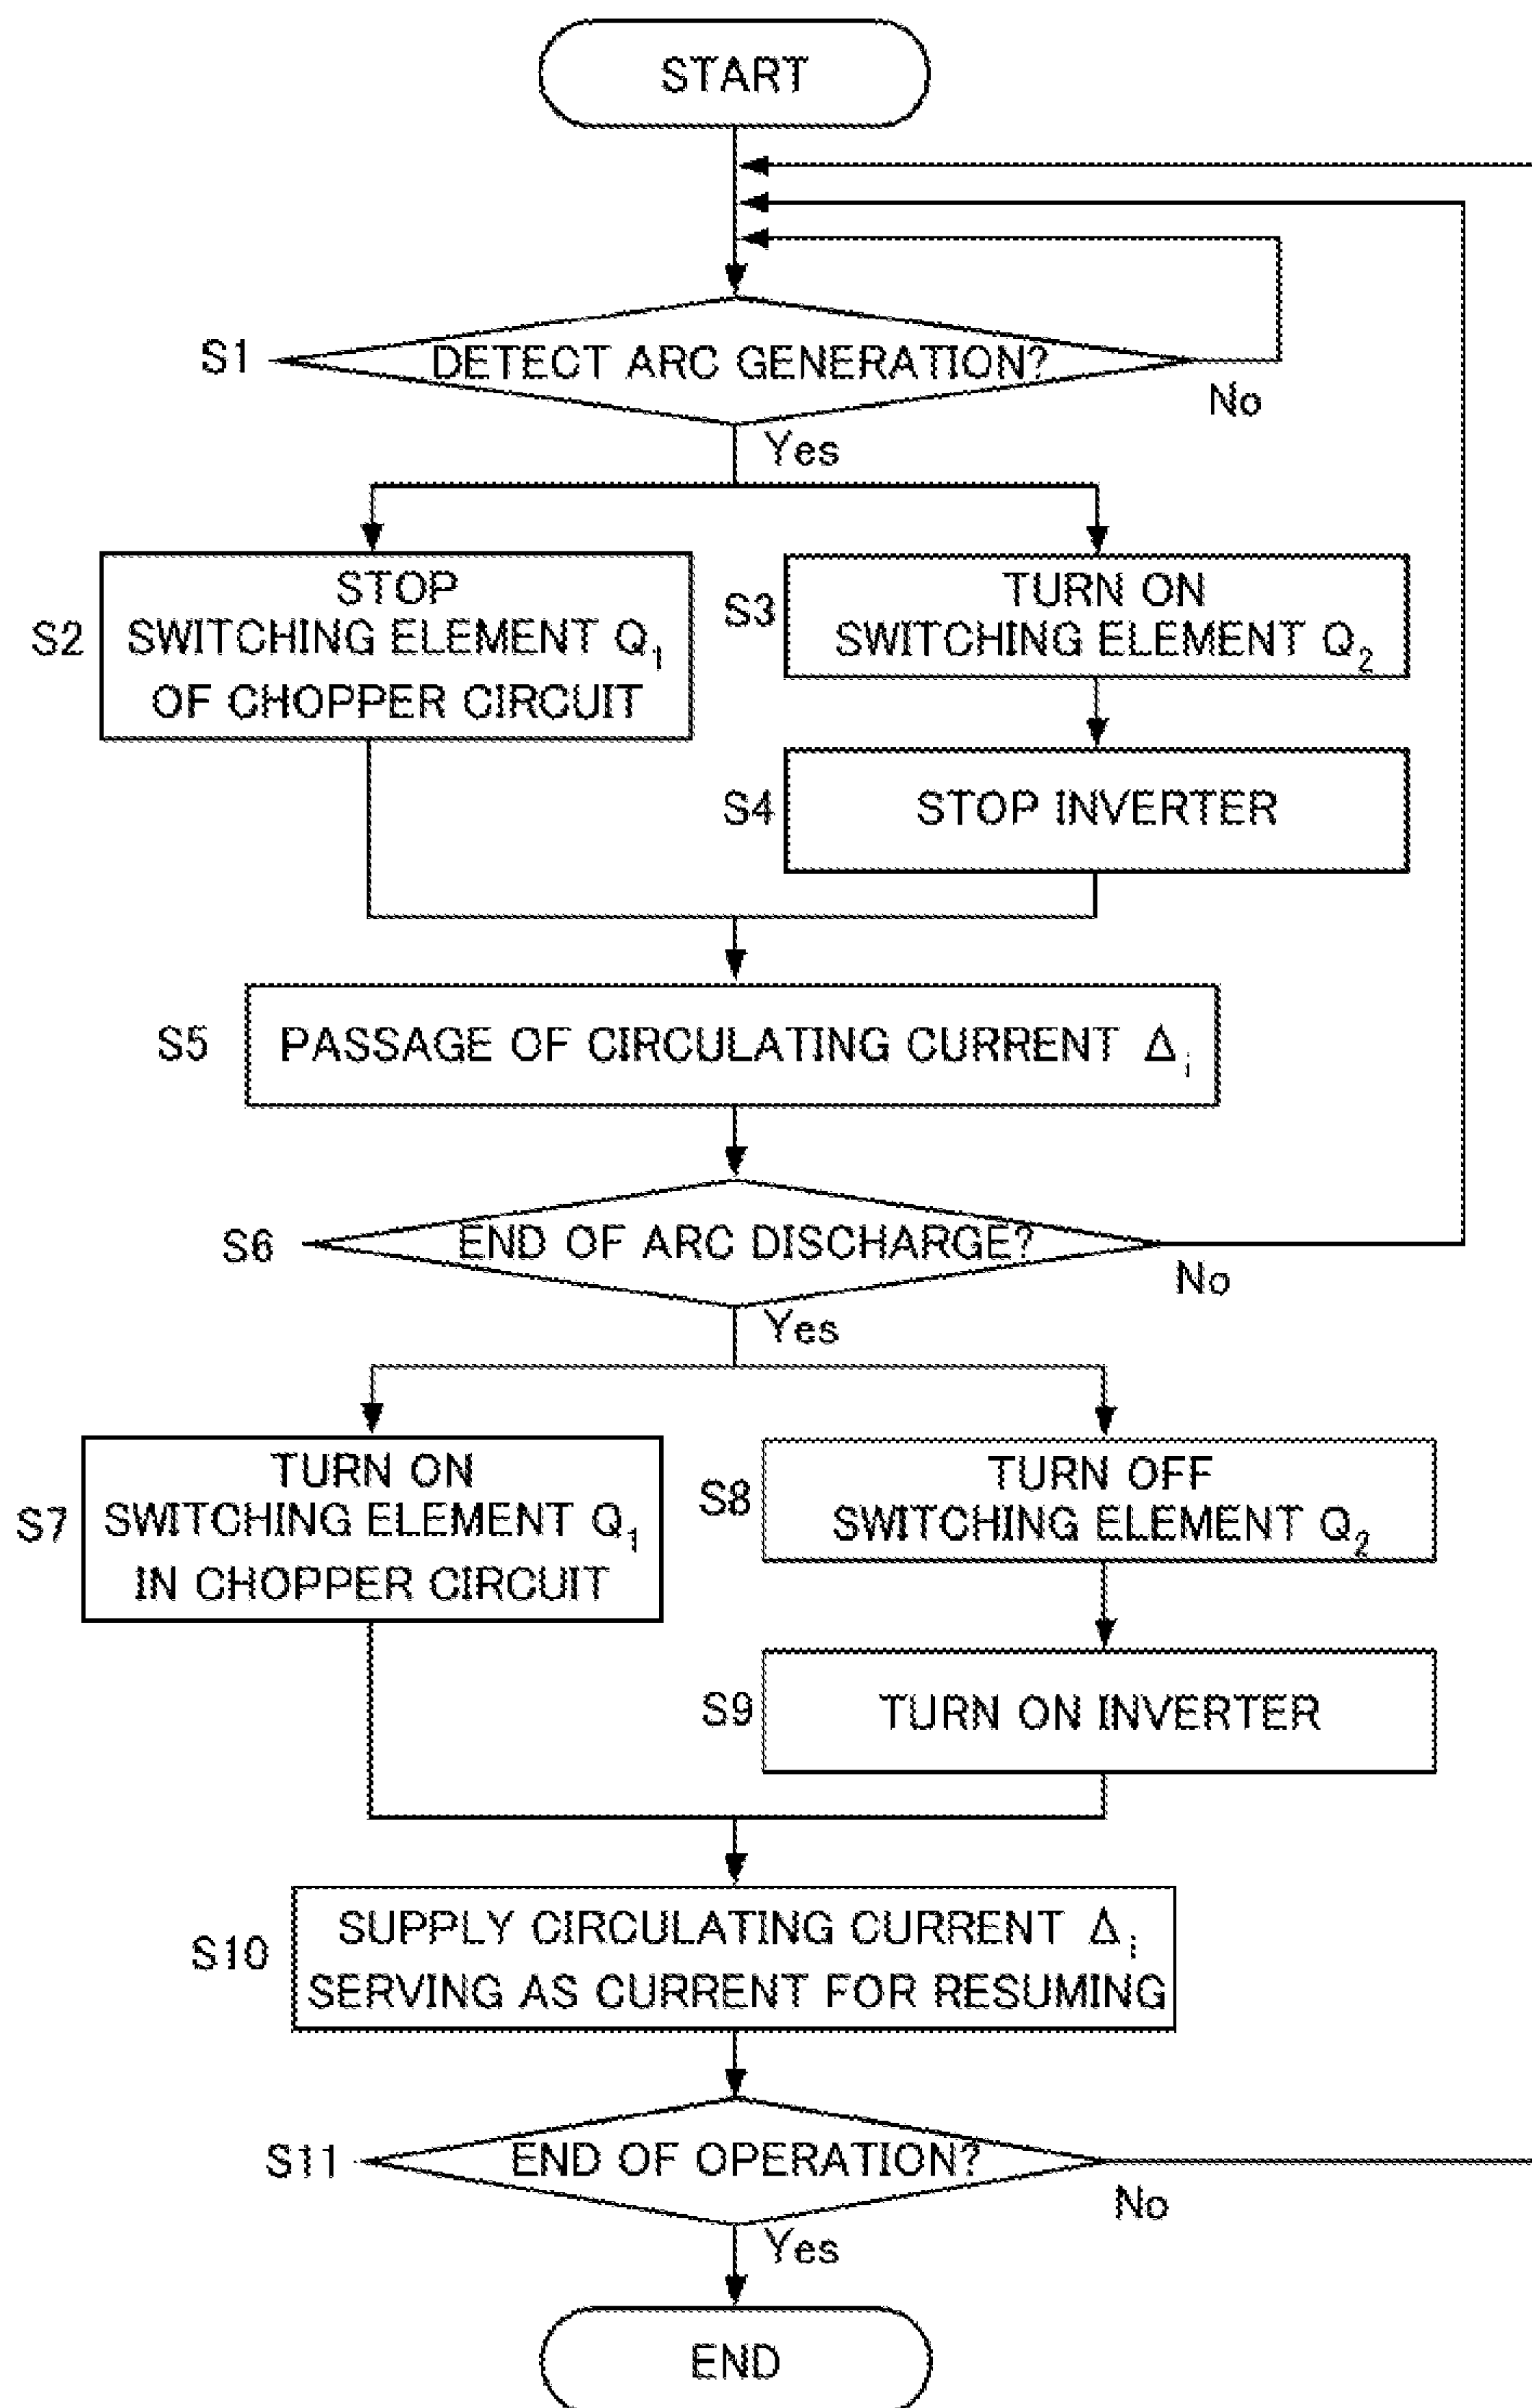 START
S1
DETECT ARC GENERATION?
No
Yes
S2
STOP
SWITCHING ELEMENT Q1
OF CHOPPER CIRCUIT
S3
TURN ON
SWITCHING ELEMENT Q2
S4
STOP INVERTER
S5
PASSAGE OF CIRCULATING CURRENT Δi
S6
END OF ARC DISCHARGE?
No
Yes
S7
TURN ON
SWITCHING ELEMENT Q1
IN CHOPPER CIRCUIT
S8
TURN OFF
SWITCHING ELEMENT Q2
S9
TURN ON INVERTER
S10
SUPPLY CIRCULATING CURRENT Δi
SERVING AS CURRENT FOR RESUMING
S11
END OF OPERATION?
No
Yes
END